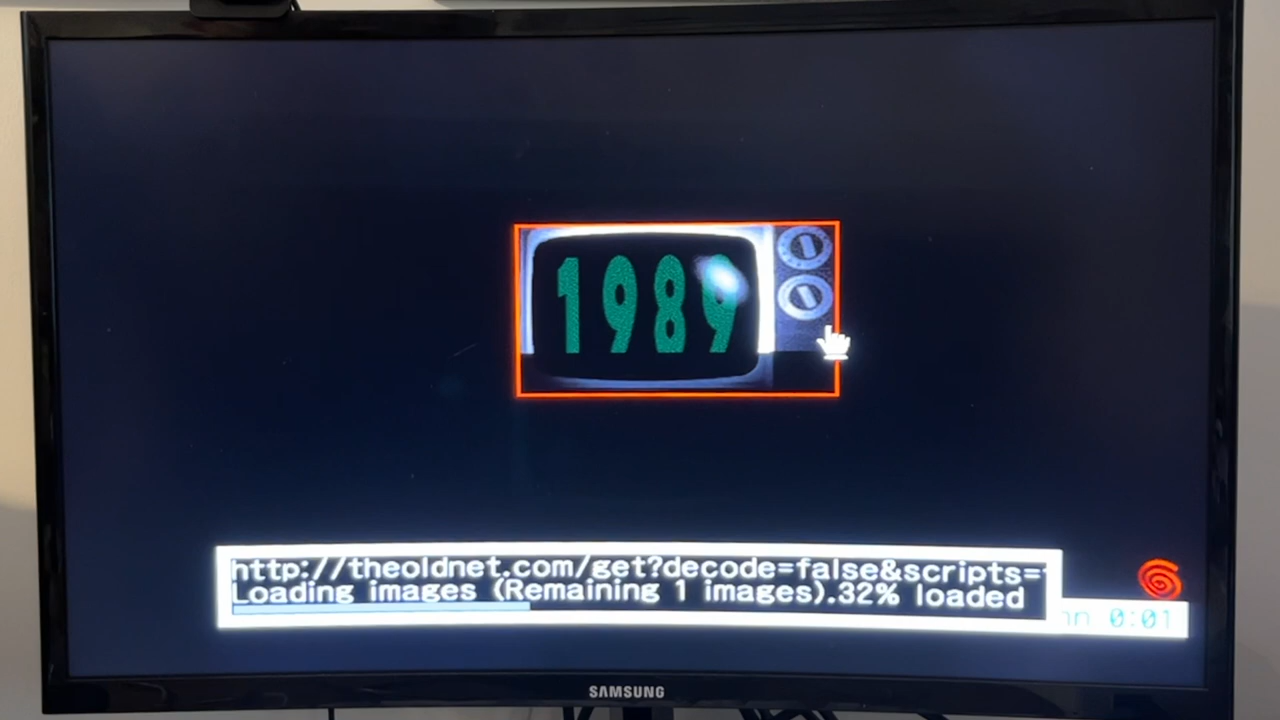 1989
http://theoldnet.com/get?decode=false&scripts=
Loading images (Remaining 1 images).32% loaded
0:01
SAMSUNG